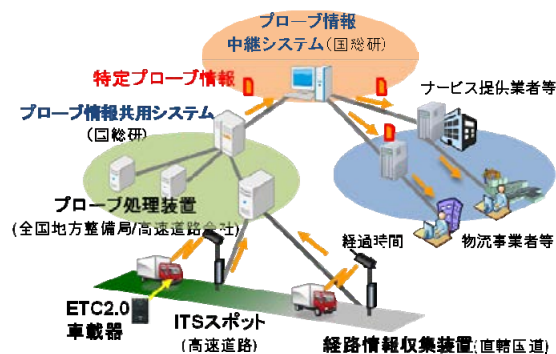 プローブ情報
中継システム(国総研)
特定プローブ情報
サービス提供業者等
プローブ情報共用システム
(国総研)
プローブ処理装置
(全国地方整備局/高速道路会社)
経過時間
物流事業者等
ETC2.0
車載器
ITSスポット
(高速道路)
経路情報収集装置(直轄国道)